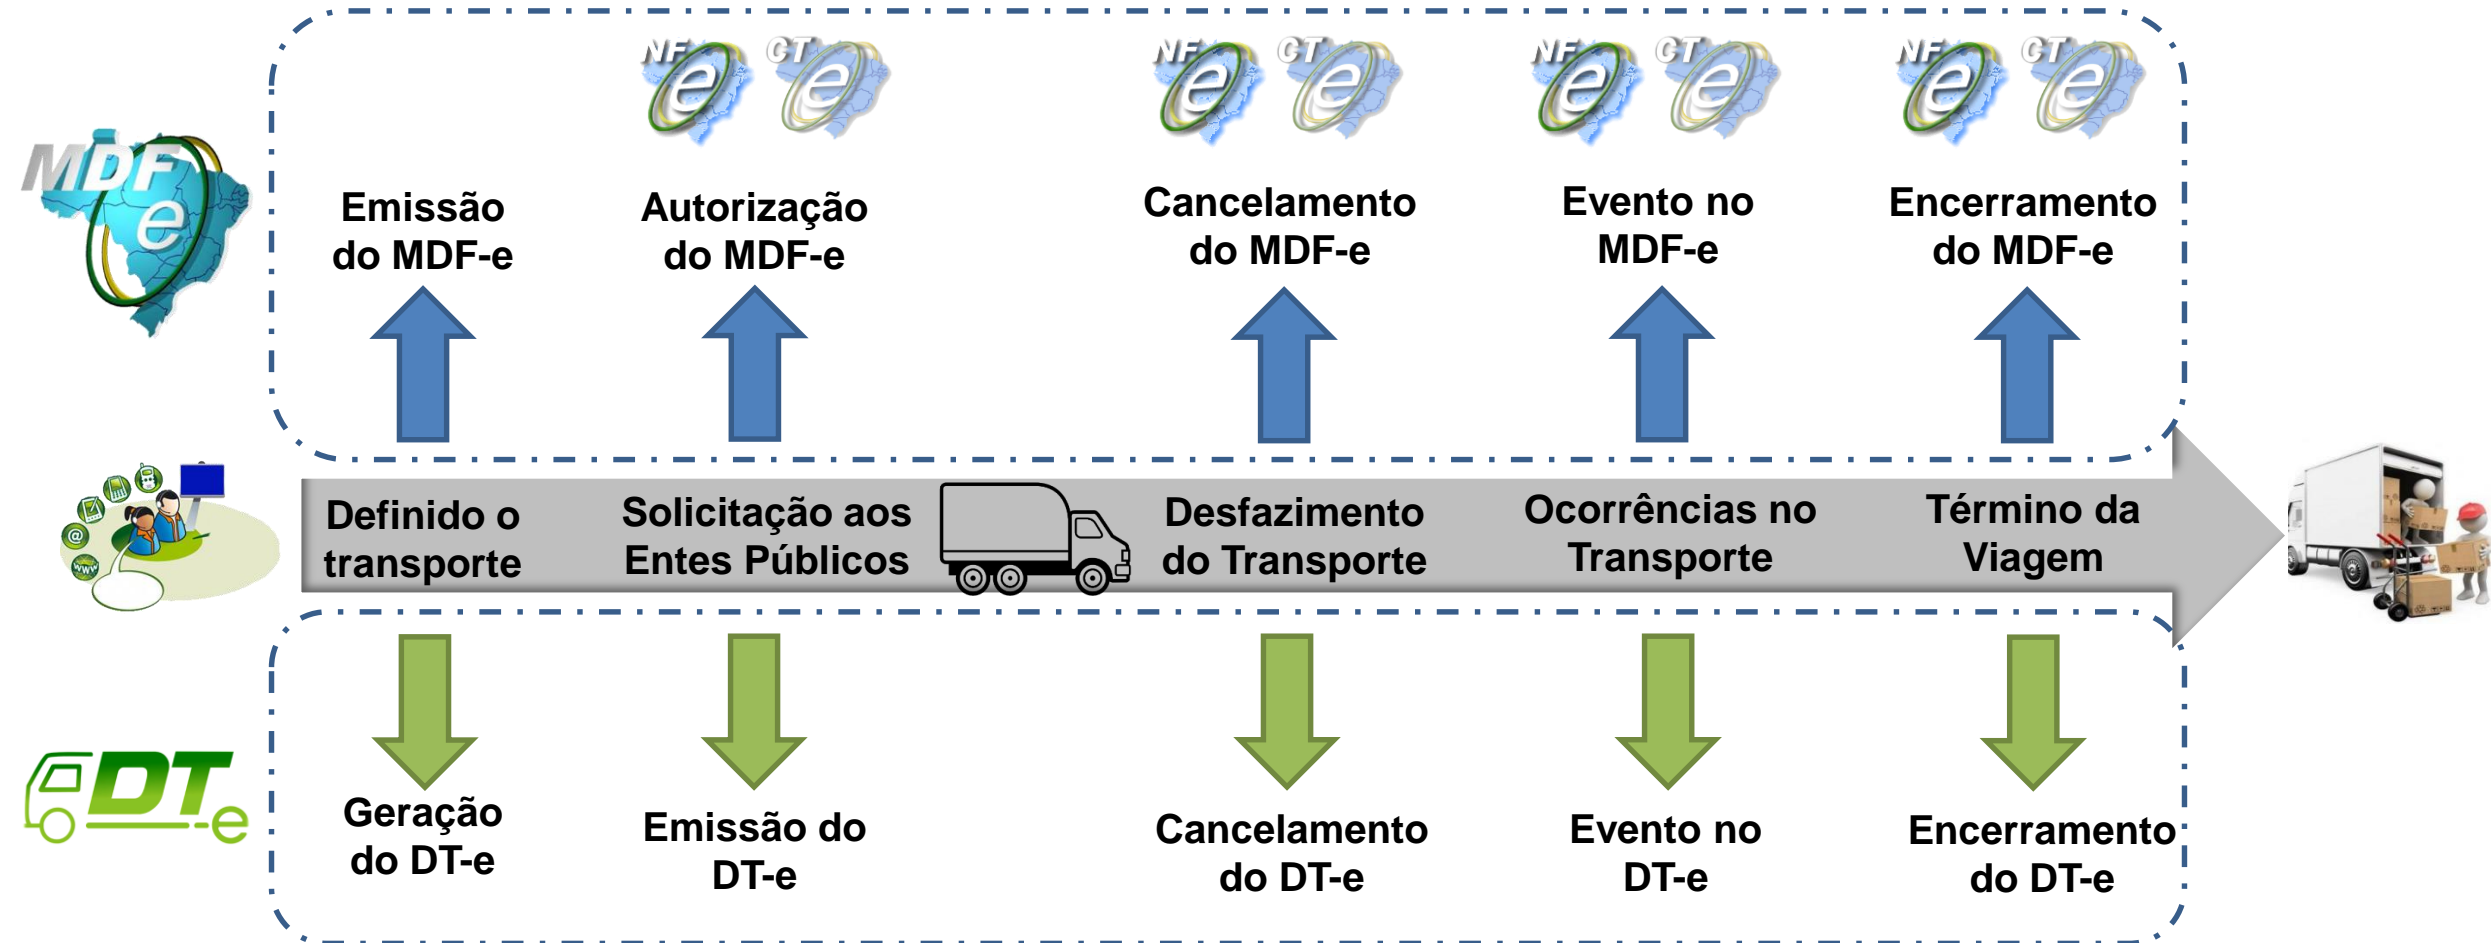 NF
e
CT
e
NF
e
CT
e
NF
e
CT
e
NF
e
CT
e
MDF
e
Emissão
do MDF-e
Autorização
do MDF-e
Cancelamento
do MDF-e
Evento no
MDF-e
Encerramento
do MDF-e
@
www
Definido o
transporte
Solicitação aos
Entes Públicos
Desfazimento
do Transporte
Ocorrências no
Transporte
Término da
Viagem
DT-e
Geração
do DT-e
Emissão do
DT-e
Cancelamento
do DT-e
Evento no
DT-e
Encerramento
do DT-e